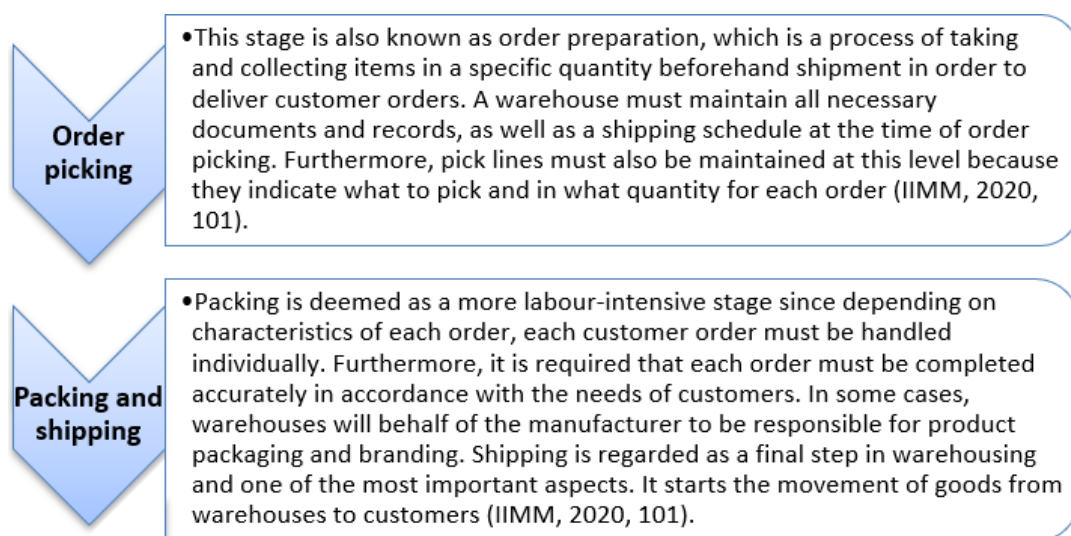 Order
picking
•This stage is also known as order preparation, which is a process of taking
and collecting items in a specific quantity beforehand shipment in order to
deliver customer orders. A warehouse must maintain all necessary
documents and records, as well as a shipping schedule at the time of order
picking. Furthermore, pick lines must also be maintained at this level because
they indicate what to pick and in what quantity for each order (IIMM, 2020,
101).
Packing and
shipping
•Packing is deemed as a more labour-intensive stage since depending on
characteristics of each order, each customer order must be handled
individually. Furthermore, it is required that each order must be completed
accurately in accordance with the needs of customers. In some cases,
warehouses will behalf of the manufacturer to be responsible for product
packaging and branding. Shipping is regarded as a final step in warehousing
and one of the most important aspects. It starts the movement of goods from
warehouses to customers (IIMM, 2020, 101).